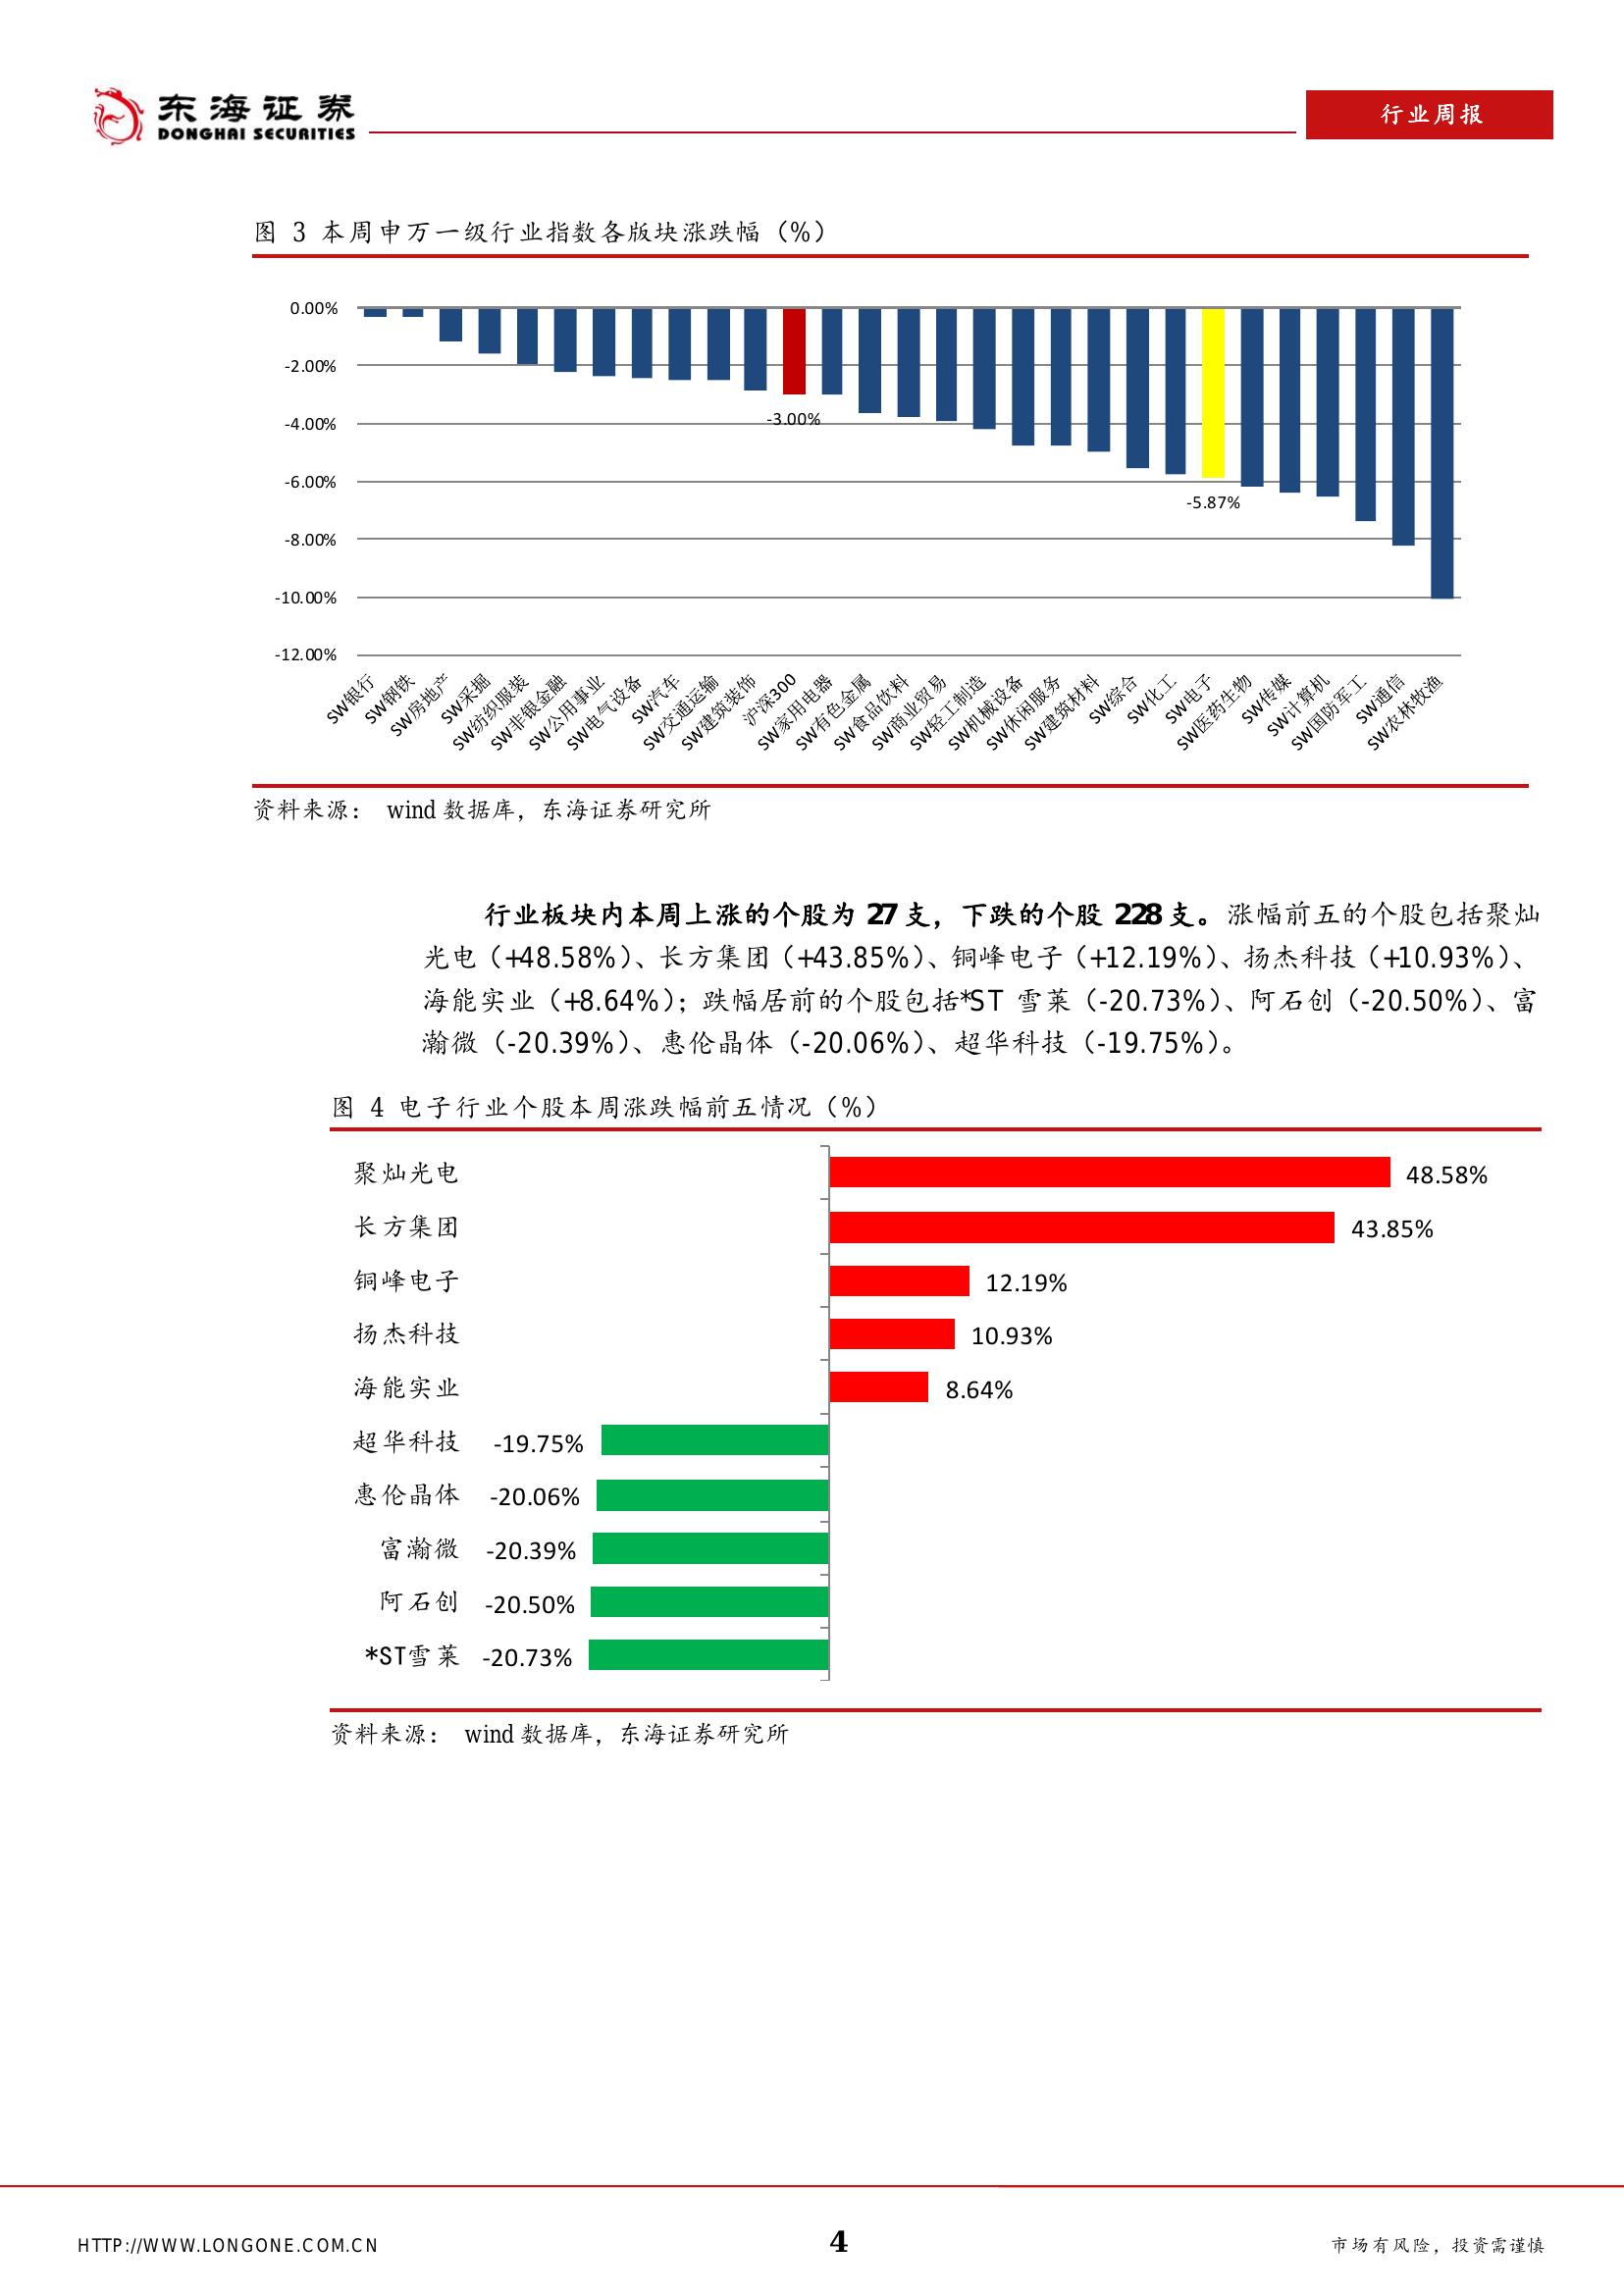 东海证券
DONGHAI SECURITIES
行业周报
图 3 本周申万一级行业指数各版块涨跌幅（%）
0.00%
-2.00%
-4.00%
-6.00%
-8.00%
-10.00%
-12.00%
-3.00%
-5.87%
SW银行
SW钢铁
SW房地产
SW采掘
SW纺织服装
SW非银金融
SW公用事业
SW电气设备
SW汽车
SW交通运输
SW建筑装饰
沪深300
SW家用电器
SW有色金属
SW食品饮料
SW商业贸易
SW轻工制造
SW机械设备
SW休闲服务
SW建筑材料
SW综合
SW化工
SW电子
SW医药生物
SW传媒
SW计算机
SW国防军工
SW通信
SW农林牧渔
资料来源： wind 数据库，东海证券研究所
行业板块内本周上涨的个股为 27 支，下跌的个股 228 支。涨幅前五的个股包括聚灿
光电（+48.58%）、长方集团（+43.85%）、铜峰电子（+12.19%）、扬杰科技（+10.93%）、
海能实业（+8.64%）；跌幅居前的个股包括*ST 雪莱（-20.73%）、阿石创（-20.50%）、富
瀚微（-20.39%）、惠伦晶体（-20.06%）、超华科技（-19.75%）。
图 4 电子行业个股本周涨跌幅前五情况（%）
聚灿光电 48.58%
长方集团 43.85%
铜峰电子 12.19%
扬杰科技 10.93%
海能实业 8.64%
超华科技 -19.75%
惠伦晶体 -20.06%
富瀚微 -20.39%
阿石创 -20.50%
*ST雪莱 -20.73%
资料来源： wind 数据库，东海证券研究所
HTTP://WWW.LONGONE.COM.CN
4
市场有风险，投资需谨慎